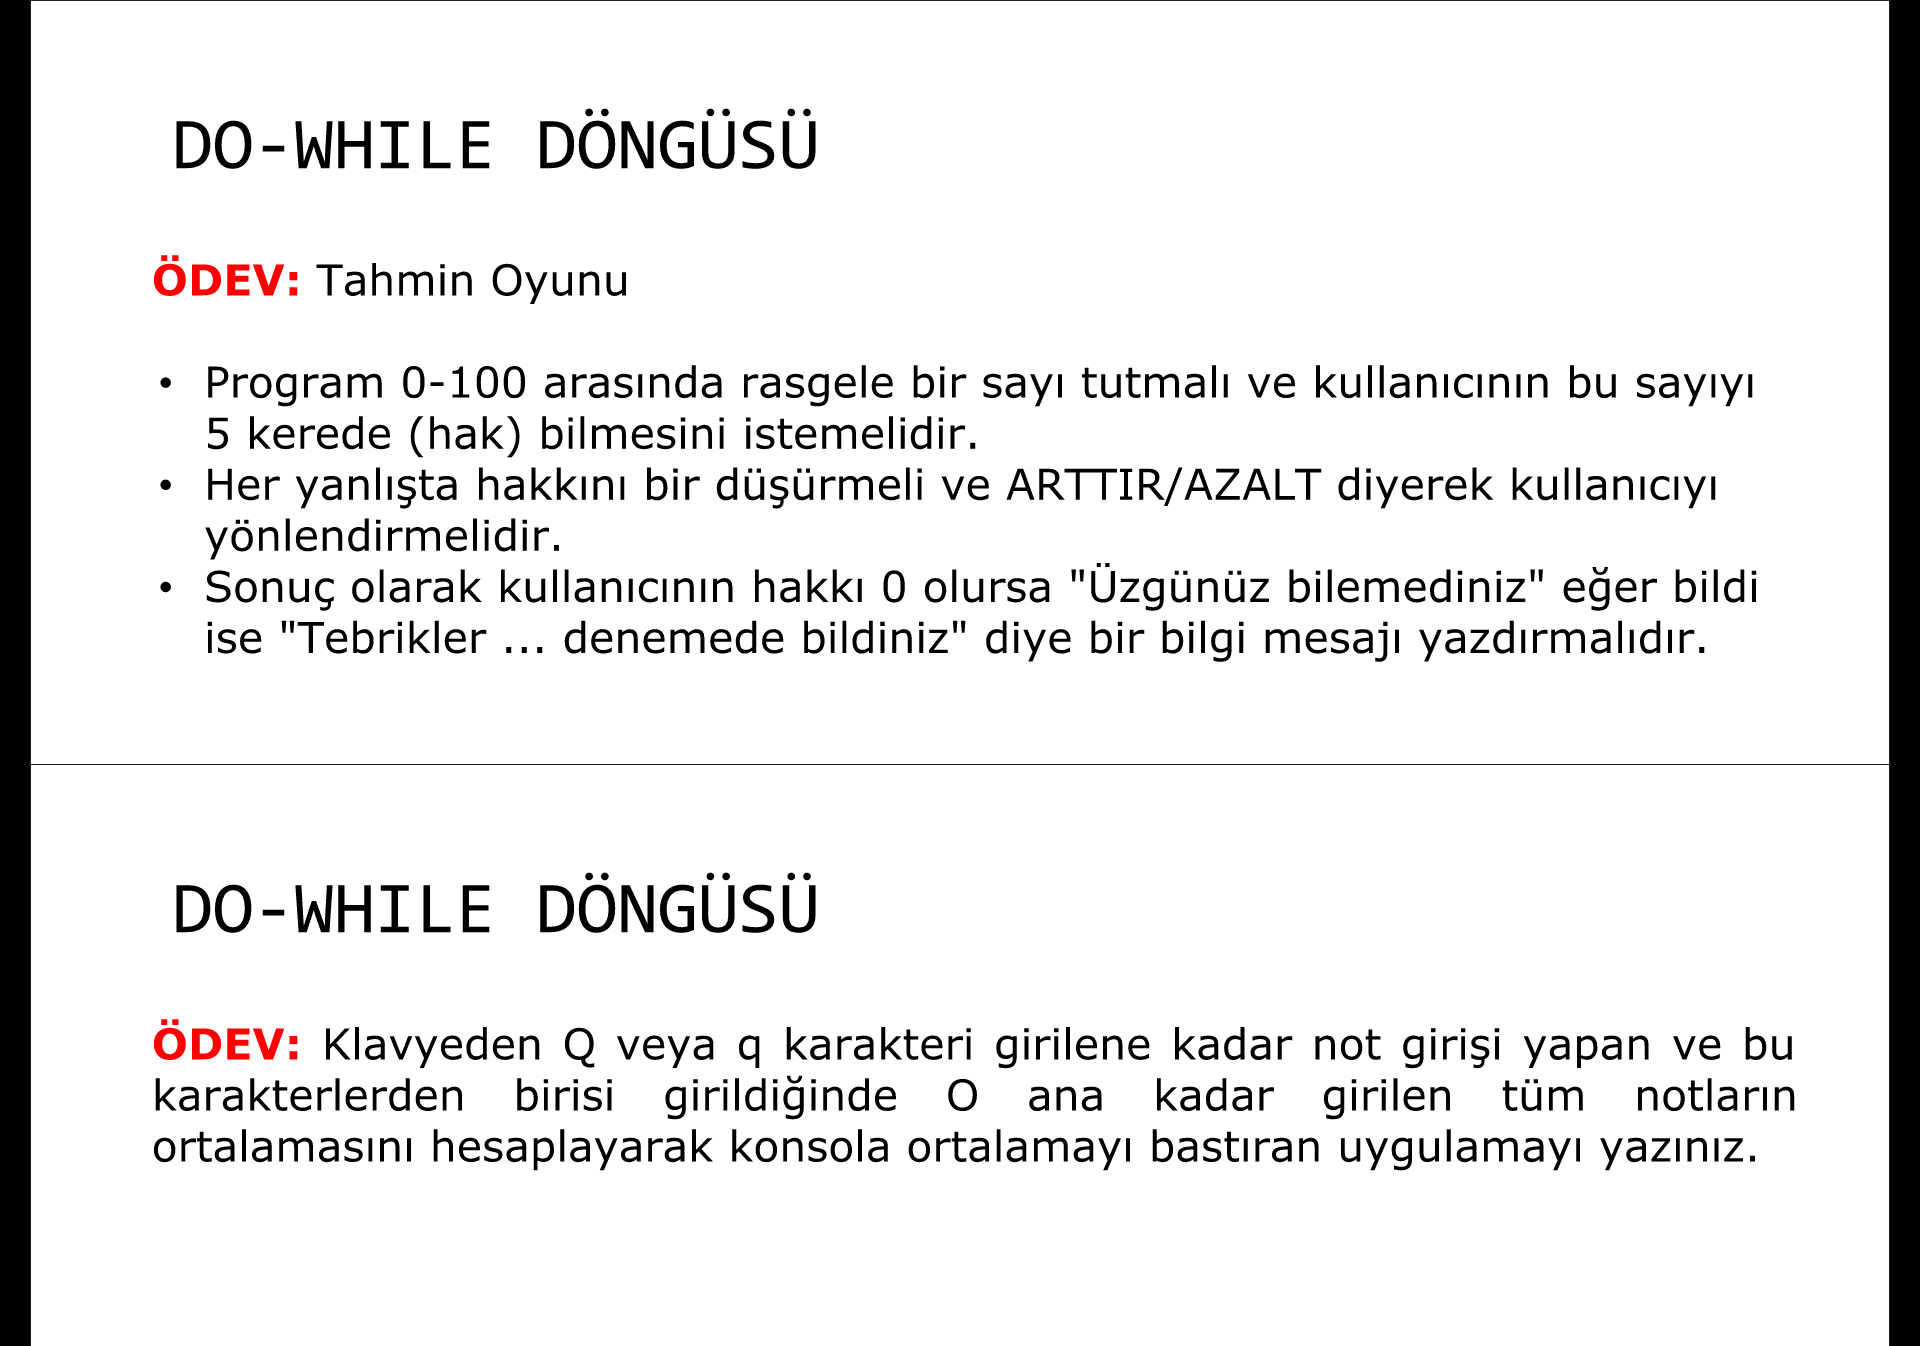 DO-WHILE DÖNGÜSÜ
ÖDEV: Tahmin Oyunu
• Program 0-100 arasında rasgele bir sayı tutmalı ve kullanıcının bu sayıyı
5 kerede (hak) bilmesini istemelidir.
• Her yanlışta hakkını bir düşürmeli ve ARTTIR/AZALT diyerek kullanıcıyı
yönlendirmelidir.
• Sonuç olarak kullanıcının hakkı 0 olursa "Üzgünüz bilemediniz" eğer bildi
ise "Tebrikler ... denemede bildiniz" diye bir bilgi mesajı yazdırmalıdır.
DO-WHILE DÖNGÜSÜ
ÖDEV: Klavyeden Q veya q karakteri girilene kadar not girişi yapan ve bu
karakterlerden birisi girildiğinde O ana kadar girilen tüm notların
ortalamasını hesaplayarak konsola ortalamayı bastıran uygulamayı yazınız.